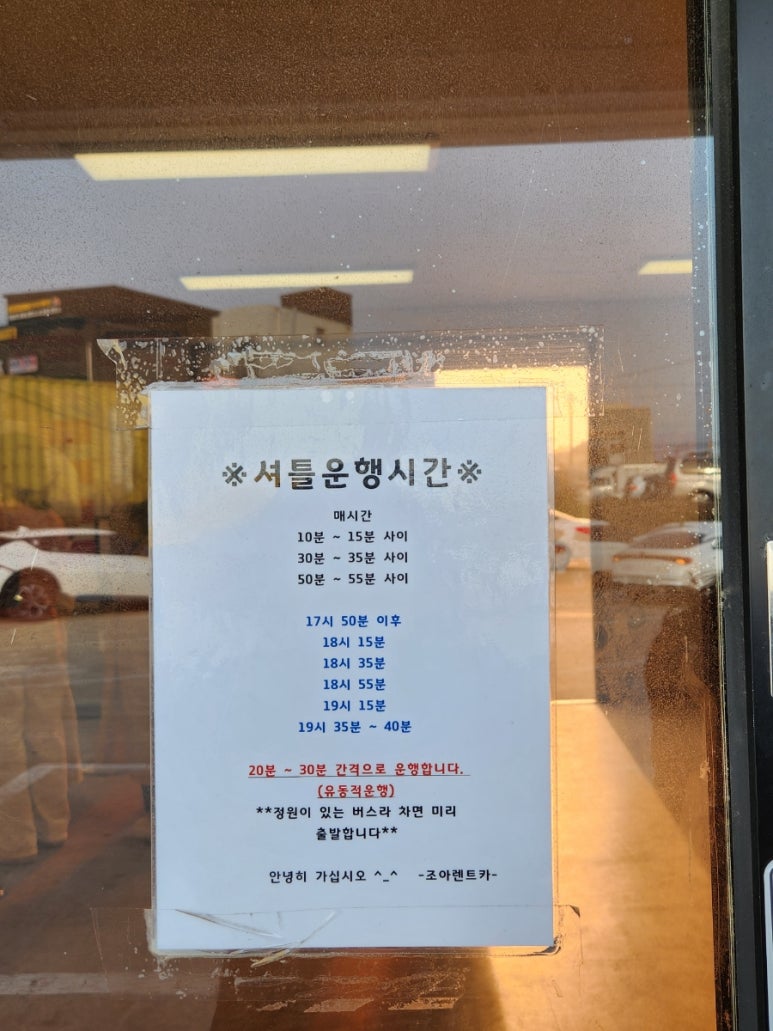 ※셔틀운행시간※
매시간
10분 ~ 15분 사이
30분 ~ 35분 사이
50분 ~ 55분 사이
17시 50분 이후
18시 15분
18시 35분
18시 55분
19시 15분
19시 35분 ~ 40분
20분 ~ 30분 간격으로 운행합니다.
(유동적운행)
**정원이 있는 버스라 차면 미리
출발합니다**
안녕히 가십시오 ^_^ -조아렌트카-